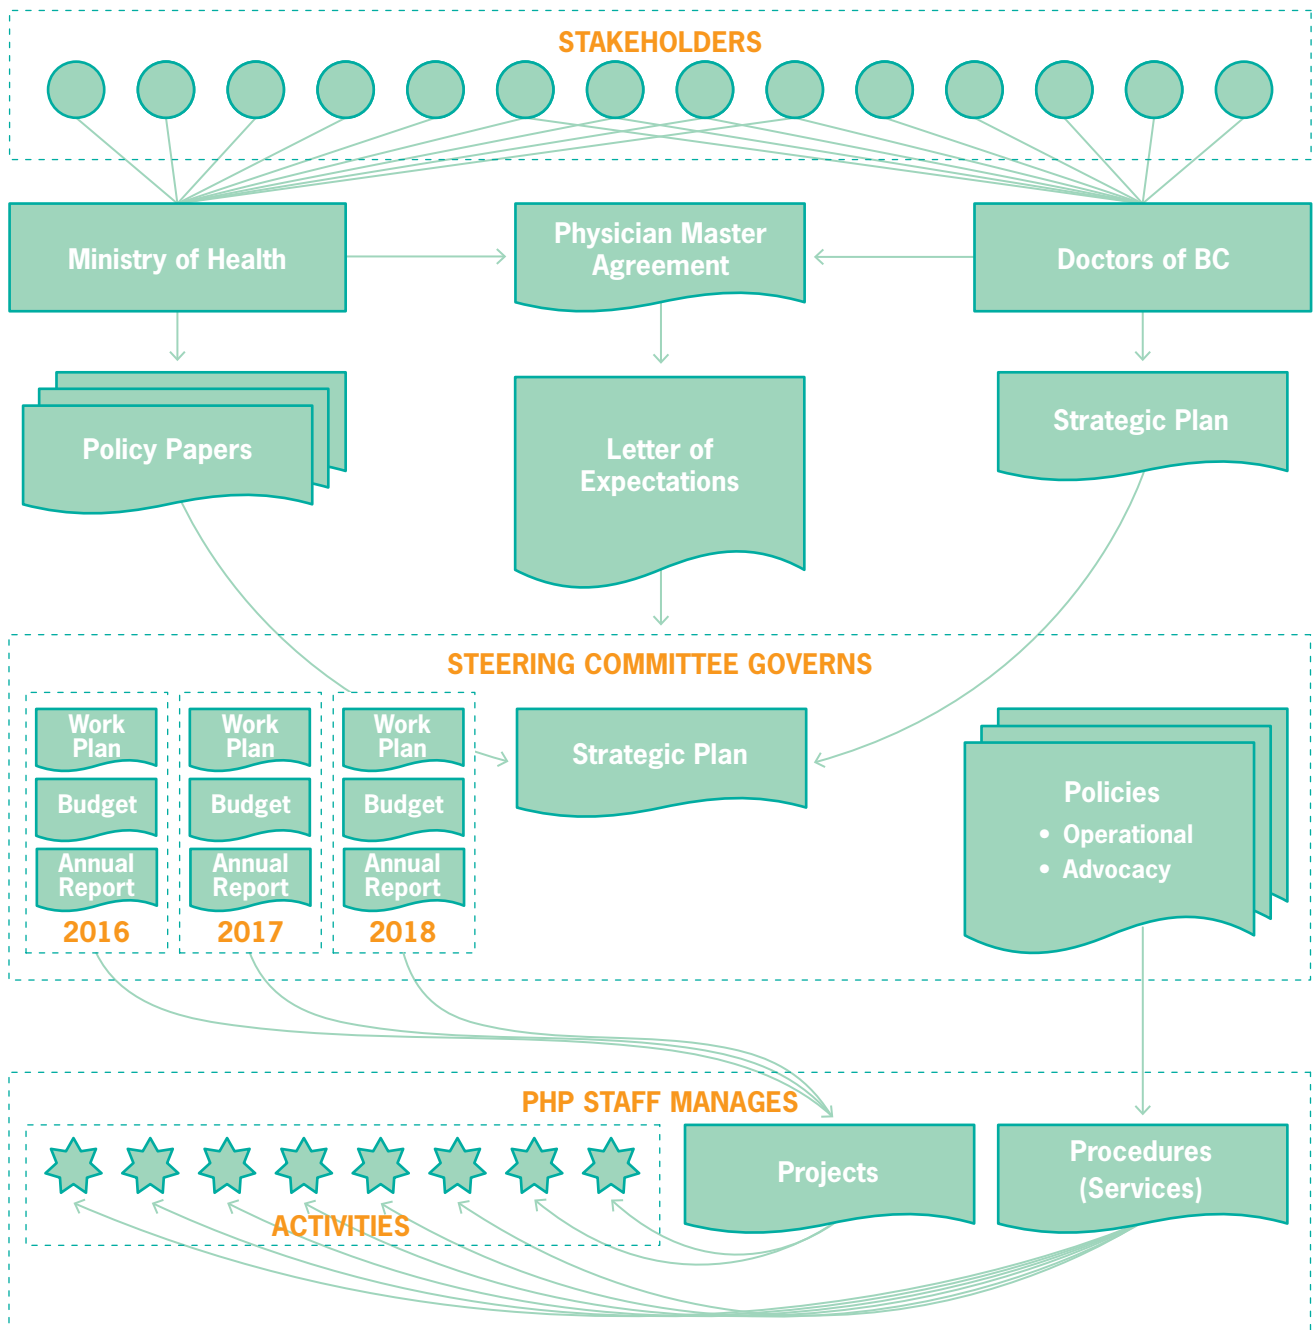 STAKEHOLDERS
Ministry of Health
Physician Master
Agreement
Doctors of BC
Policy Papers
Letter of
Expectations
Strategic Plan
STEERING COMMITTEE GOVERNS
Work
Plan
Budget
Annual
Report
2016
Work
Plan
Budget
Annual
Report
2017
Work
Plan
Budget
Annual
Report
2018
Strategic Plan
Policies
• Operational
• Advocacy
PHP STAFF MANAGES
ACTIVITIES
Projects
Procedures
(Services)